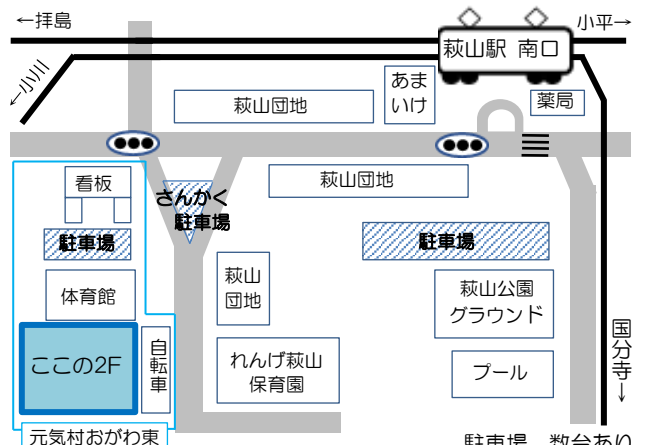 ←拝島
小平→
萩山駅 南口
←小川
あま
いけ
萩山団地
薬局
萩山団地
看板
さんかく
駐車場
駐車場
駐車場
体育館
萩山
団地
萩山公園
グラウンド
ここの2F
自転車
れんげ萩山
保育園
プール
国分寺→
元気村おがわ東
駐車場 数台あり